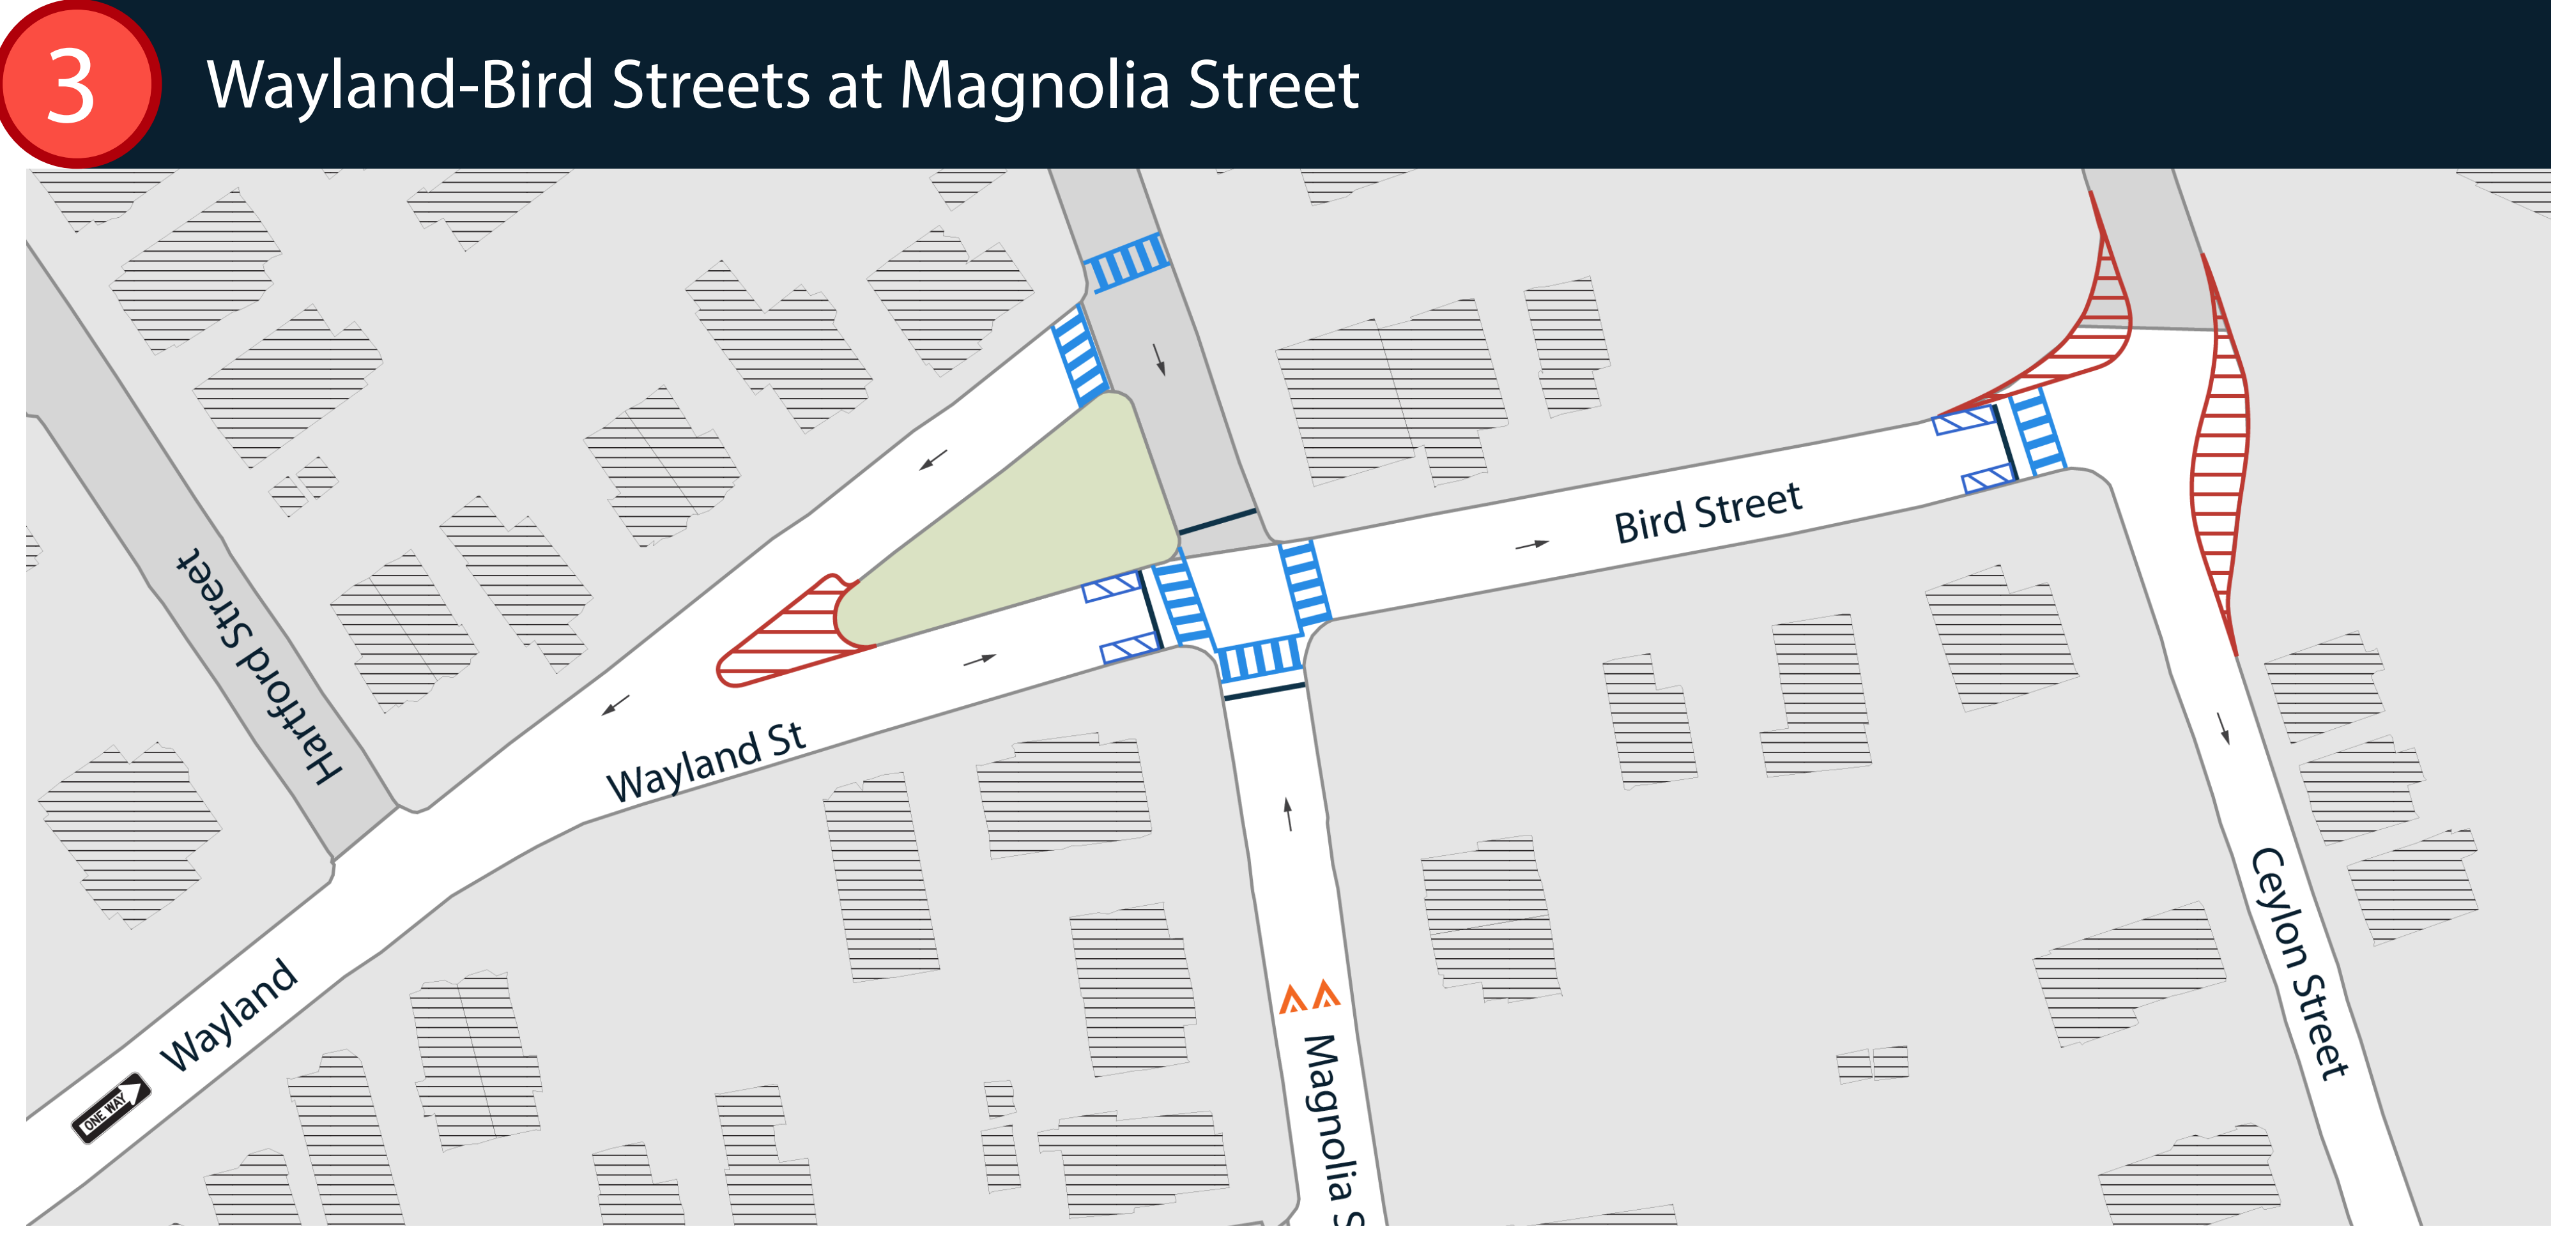 3
Wayland-Bird Streets at Magnolia Street
Hartford Street
Bird Street
Wayland St
Wayland
ONE WAY
Magnolia S
Ceylon Street